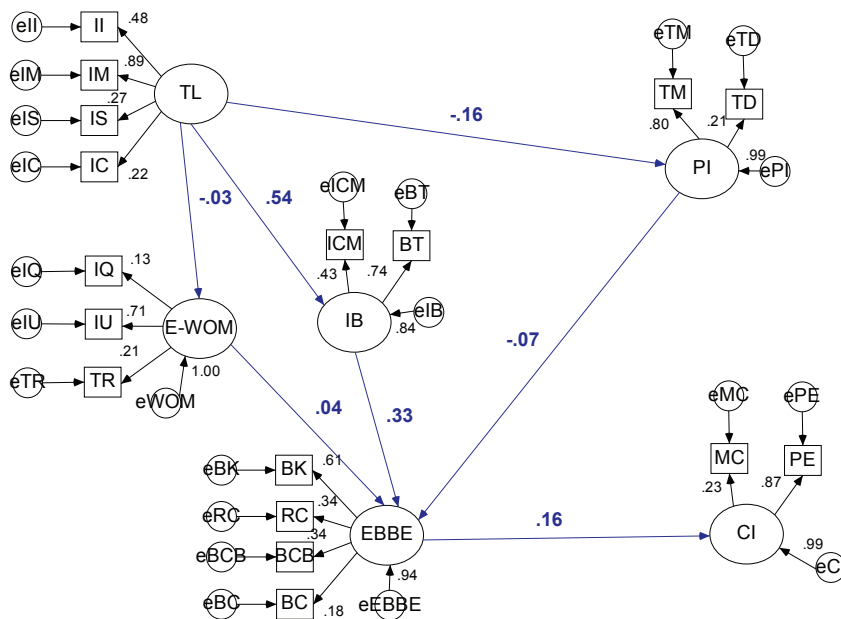 eII
II
.48
eIM
IM
.89
eIS
IS
.27
eIC
IC
.22
TL
eTM
eTD
TM
TD
.80
.21
PI
.99
ePI
-.16
-.03
.54
eICM
eBT
ICM
BT
.43
.74
IB
.84
eIB
eIQ
IQ
.13
eIU
IU
.71
eTR
TR
.21
E-WOM
1.00
eWOM
-.07
.04
.33
eMC
ePE
MC
PE
.23
.87
CI
.99
eC
eBK
BK
.61
eRC
RC
.34
eBCB
BCB
.34
eBC
BC
.18
EBBE
.94
eEBBE
.16